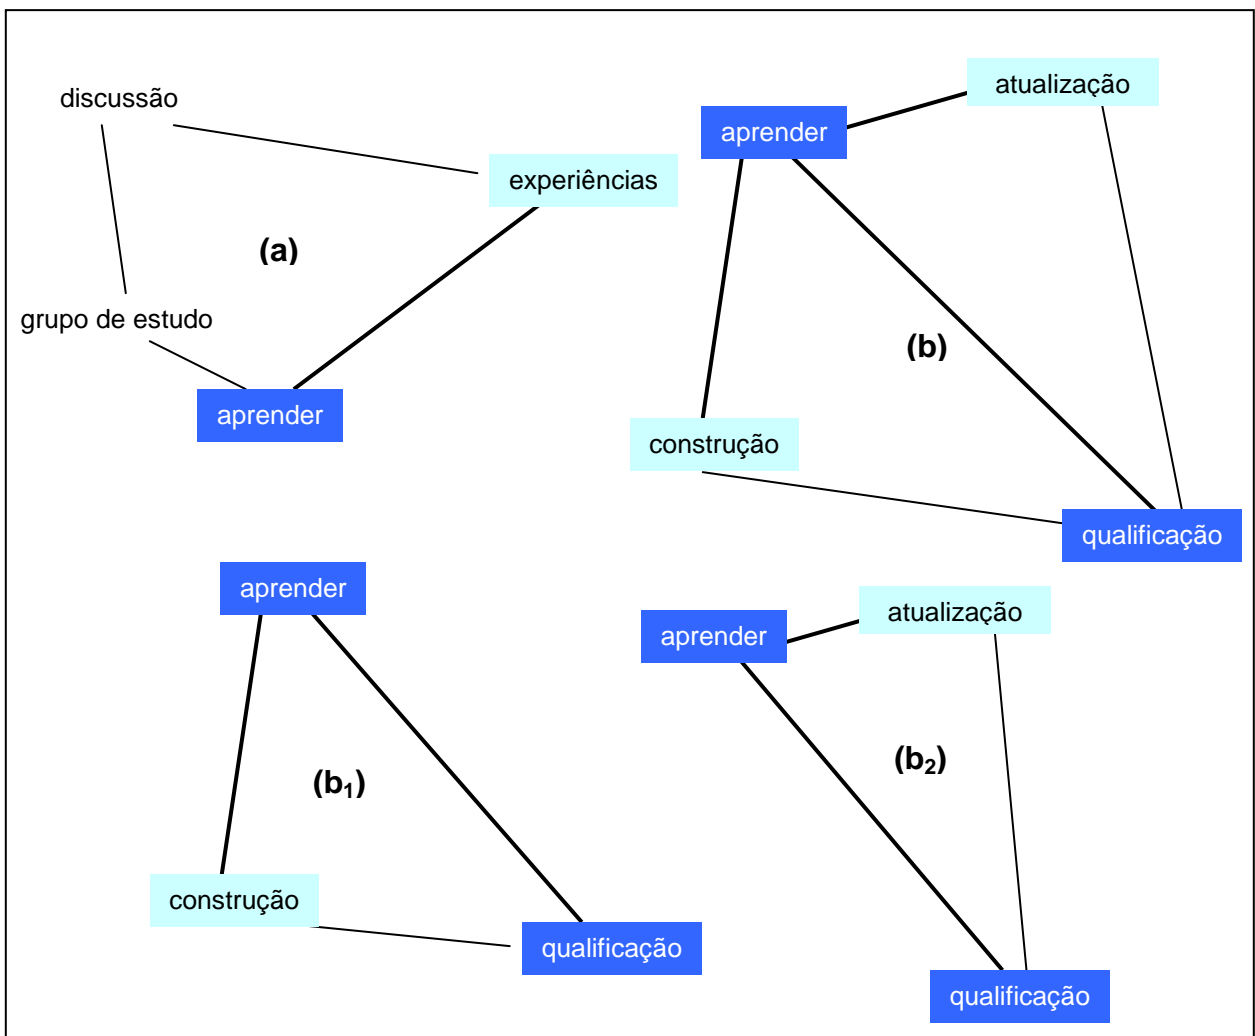 discussão
experiências
(a)
grupo de estudo
aprender
atualização
aprender
(b)
construção
qualificação
aprender
(b₁)
construção
qualificação
atualização
aprender
(b₂)
qualificação